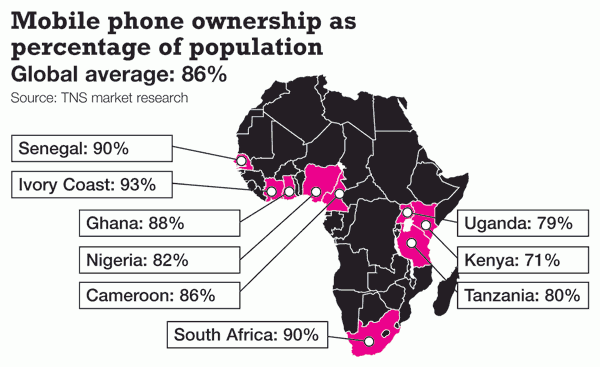 Mobile phone ownership as
percentage of population
Global average: 86%
Source: TNS market research
Senegal: 90%
Ivory Coast: 93%
Ghana: 88%
Nigeria: 82%
Cameroon: 86%
South Africa: 90%
Uganda: 79%
Kenya: 71%
Tanzania: 80%